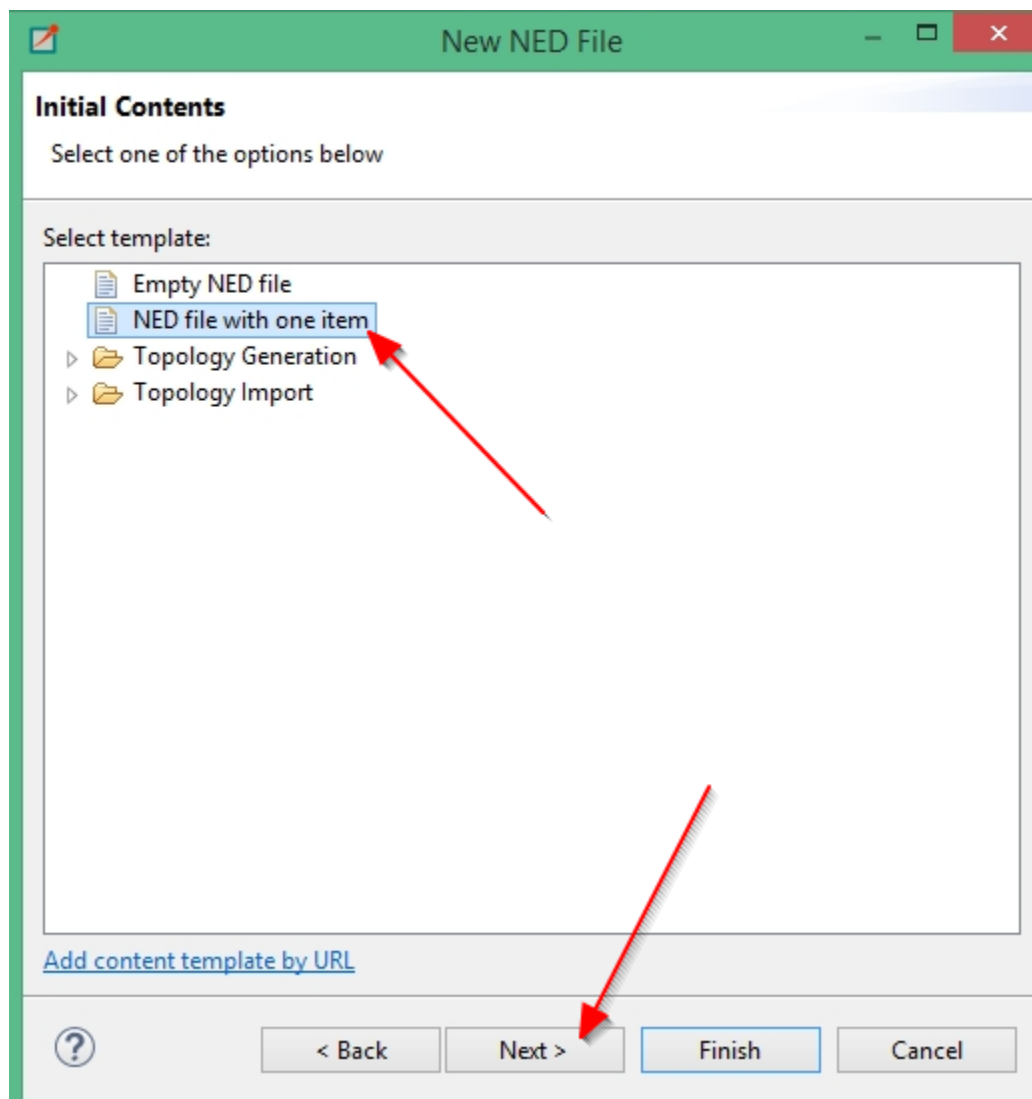 New NED File
Initial Contents
Select one of the options below
Select template:
Empty NED file
NED file with one item
Topology Generation
Topology Import
Add content template by URL
? < Back Next > Finish Cancel